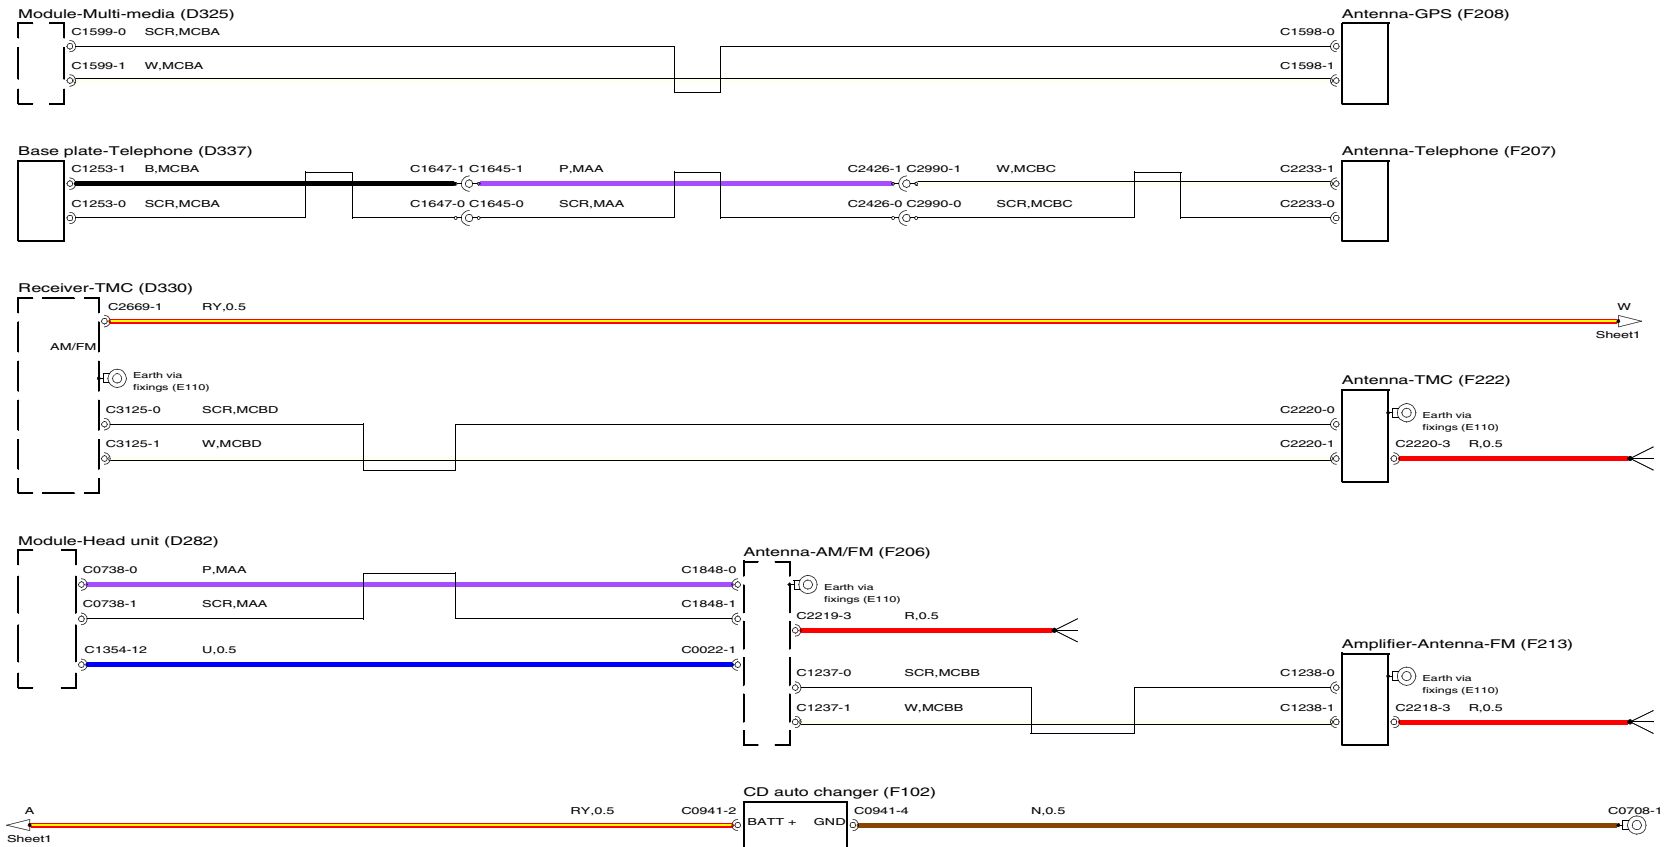 Module-Multi-media (D325) Antenna-GPS (F208)
C1599-0 SCR,MCBA C1598-0
C1599-1 W,MCBA C1598-1
Base plate-Telephone (D337) Antenna-Telephone (F207)
C1253-1 B,MCBA C1647-1 C1645-1 P,MAA C2426-1 C2990-1 W,MCBC C2233-1
C1253-0 SCR,MCBA C1647-0 C1645-0 SCR,MAA C2426-0 C2990-0 SCR,MCBC C2233-0
Receiver-TMC (D330)
C2669-1 RY,0.5 W
Sheet1
AM/FM
Earth via
fixings (E110)
Antenna-TMC (F222)
C3125-0 SCR,MCBD C2220-0
Earth via
fixings (E110)
C3125-1 W,MCBD C2220-1 C2220-3 R,0.5
Module-Head unit (D282)
Antenna-AM/FM (F206)
C0738-0 P,MAA C1848-0
Earth via
fixings (E110)
C0738-1 SCR,MAA C1848-1
C2219-3 R,0.5
C1354-12 U,0.5 C0022-1
Amplifier-Antenna-FM (F213)
C1237-0 SCR,MCBB C1238-0
Earth via
fixings (E110)
C1237-1 W,MCBB C1238-1 C2218-3 R,0.5
CD auto changer (F102)
A RY,0.5 C0941-2 C0941-4 N,0.5 C0708-1
BATT + GND
Sheet1